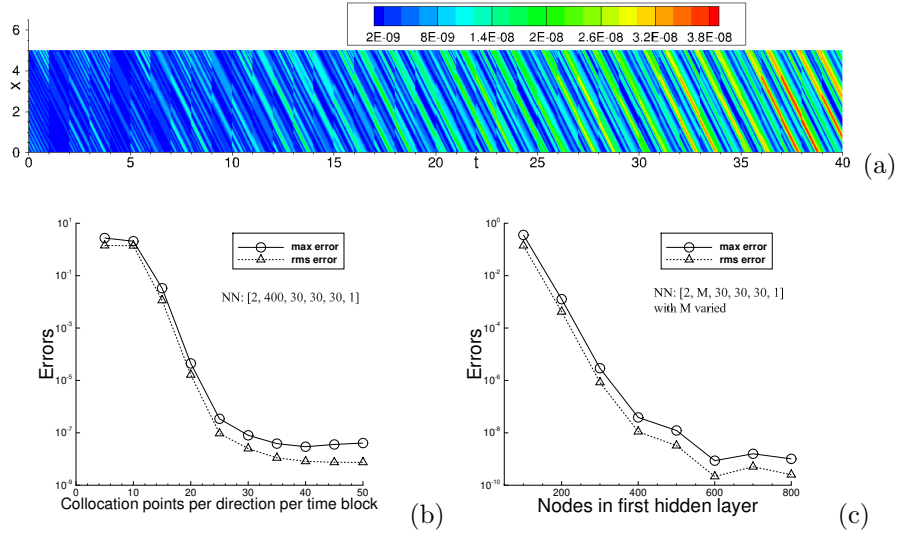 2E-09 8E-09 1.4E-08 2E-08 2.6E-08 3.2E-08 3.8E-08
6
4
x
2
0
0 5 10 15 20 t 25 30 35 40
(a)
10^1
10^-1
10^-3
10^-5
10^-7
10^-9
Errors
max error
rms error
NN: [2, 400, 30, 30, 30, 1]
0 10 20 30 40 50
Collocation points per direction per time block
(b)
10^0
10^-2
10^-4
10^-6
10^-8
10^-10
Errors
max error
rms error
NN: [2, M, 30, 30, 30, 1]
with M varied
200 400 600 800
Nodes in first hidden layer
(c)